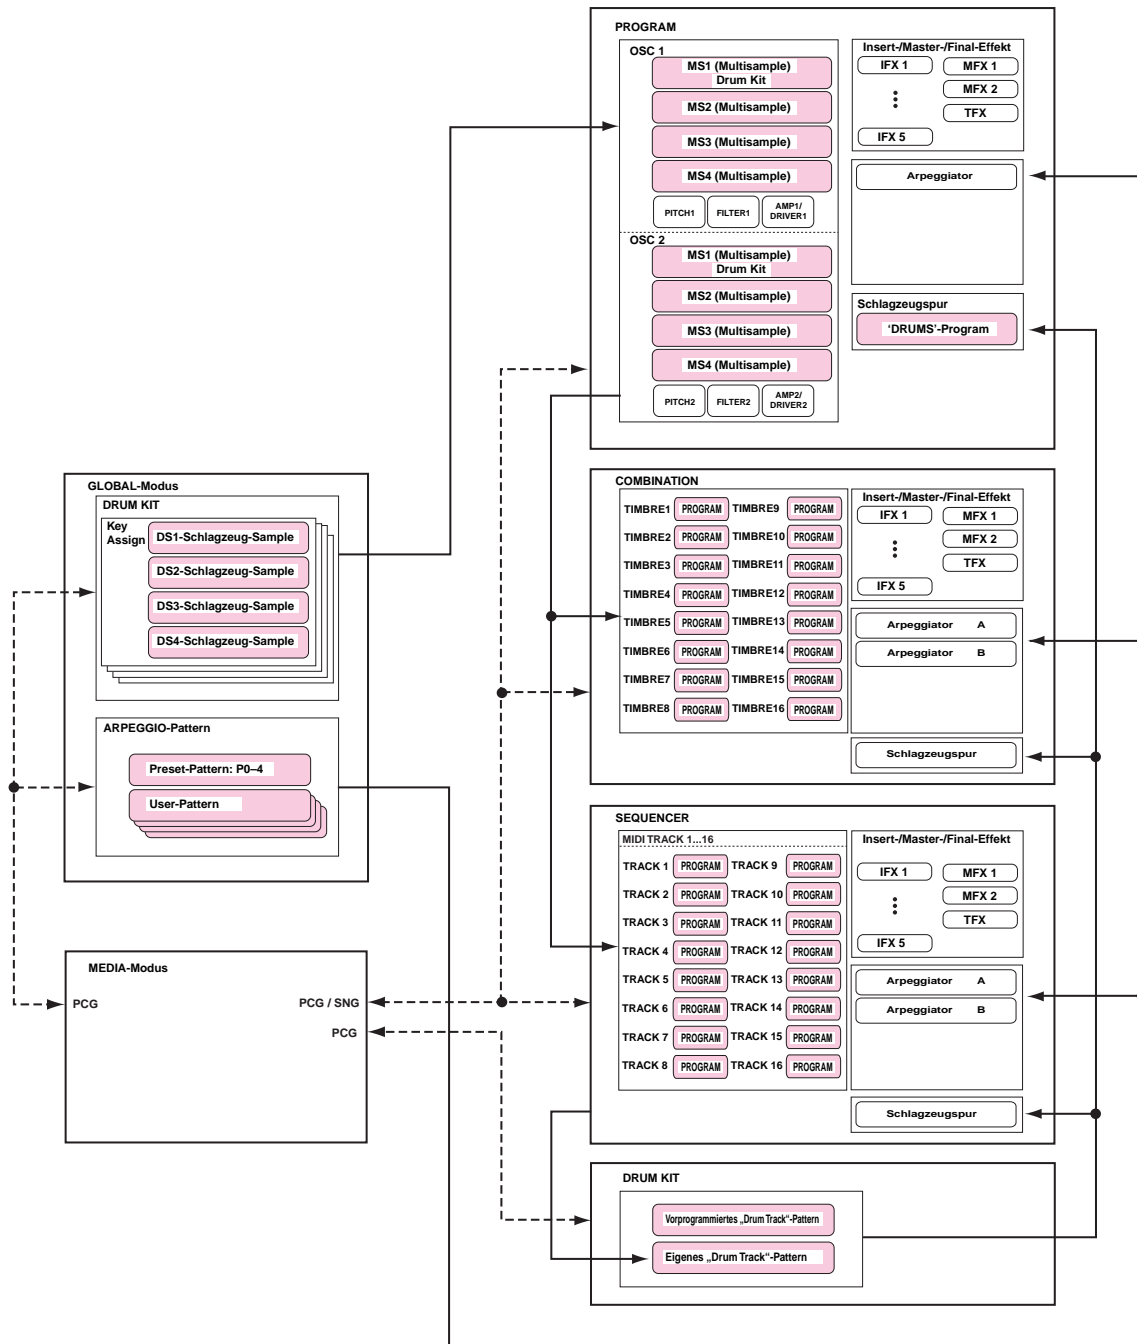 PROGRAM
OSC 1
MS1 (Multisample)
Drum Kit
MS2 (Multisample)
MS3 (Multisample)
MS4 (Multisample)
PITCH1
FILTER1
AMP1/
DRIVER1
OSC 2
MS1 (Multisample)
Drum Kit
MS2 (Multisample)
MS3 (Multisample)
MS4 (Multisample)
PITCH2
FILTER2
AMP2/
DRIVER2
Insert-/Master-/Final-Effekt
IFX 1
MFX 1
MFX 2
TFX
IFX 5
Arpeggiator
Schlagzeugspur
'DRUMS'-Program
GLOBAL-Modus
DRUM KIT
Key
Assign
DS1-Schlagzeug-Sample
DS2-Schlagzeug-Sample
DS3-Schlagzeug-Sample
DS4-Schlagzeug-Sample
ARPEGGIO-Pattern
Preset-Pattern: P0–4
User-Pattern
MEDIA-Modus
PCG
PCG / SNG
PCG
COMBINATION
TIMBRE1 PROGRAM TIMBRE9 PROGRAM
TIMBRE2 PROGRAM TIMBRE10 PROGRAM
TIMBRE3 PROGRAM TIMBRE11 PROGRAM
TIMBRE4 PROGRAM TIMBRE12 PROGRAM
TIMBRE5 PROGRAM TIMBRE13 PROGRAM
TIMBRE6 PROGRAM TIMBRE14 PROGRAM
TIMBRE7 PROGRAM TIMBRE15 PROGRAM
TIMBRE8 PROGRAM TIMBRE16 PROGRAM
Insert-/Master-/Final-Effekt
IFX 1
MFX 1
MFX 2
TFX
IFX 5
Arpeggiator A
Arpeggiator B
Schlagzeugspur
SEQUENCER
MIDI TRACK 1...16
TRACK 1 PROGRAM TRACK 9 PROGRAM
TRACK 2 PROGRAM TRACK 10 PROGRAM
TRACK 3 PROGRAM TRACK 11 PROGRAM
TRACK 4 PROGRAM TRACK 12 PROGRAM
TRACK 5 PROGRAM TRACK 13 PROGRAM
TRACK 6 PROGRAM TRACK 14 PROGRAM
TRACK 7 PROGRAM TRACK 15 PROGRAM
TRACK 8 PROGRAM TRACK 16 PROGRAM
Insert-/Master-/Final-Effekt
IFX 1
MFX 1
MFX 2
TFX
IFX 5
Arpeggiator A
Arpeggiator B
Schlagzeugspur
DRUM KIT
Vorprogrammiertes „Drum Track“-Pattern
Eigenes „Drum Track“-Pattern